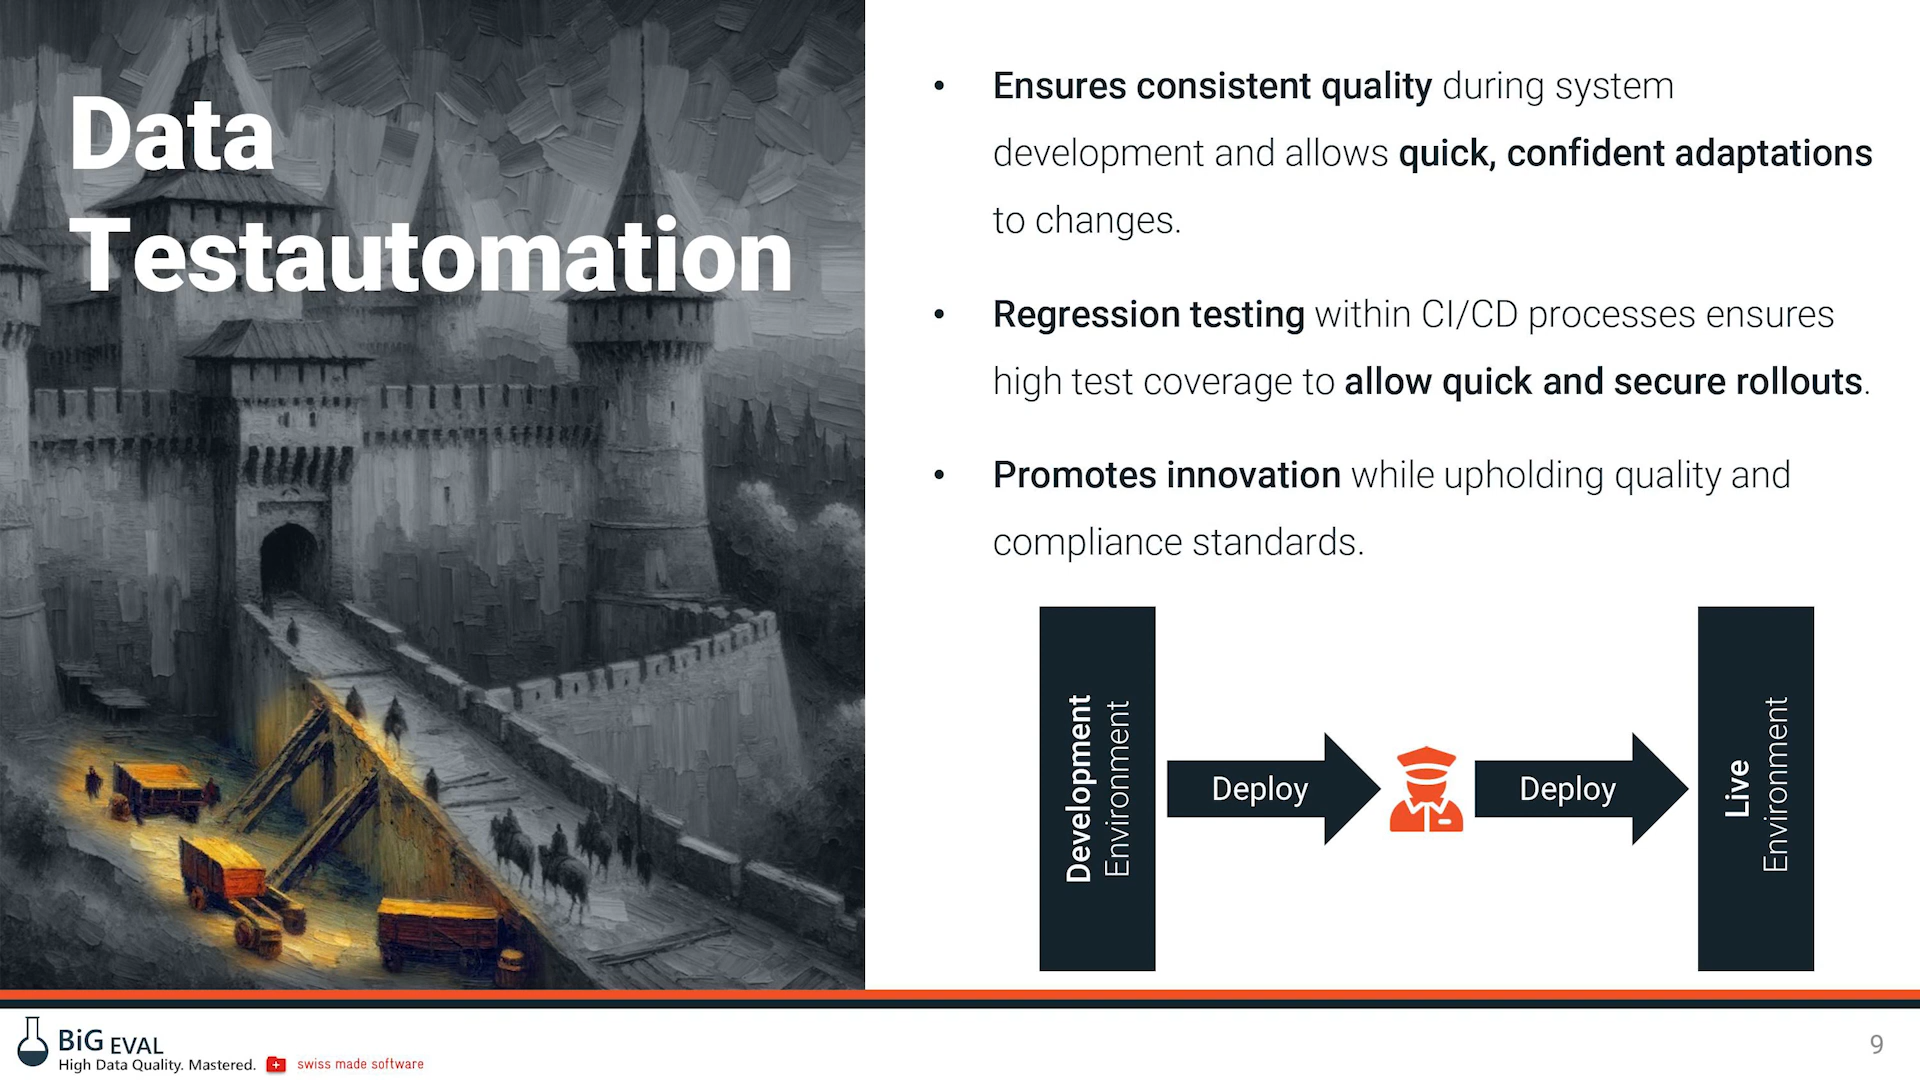 Data
Testautomation
• Ensures consistent quality during system
development and allows quick, confident adaptations
to changes.
• Regression testing within CI/CD processes ensures
high test coverage to allow quick and secure rollouts.
• Promotes innovation while upholding quality and
compliance standards.
Development
Environment
Deploy
Deploy
Live
Environment
BiG EVAL
High Data Quality. Mastered.
swiss made software
9